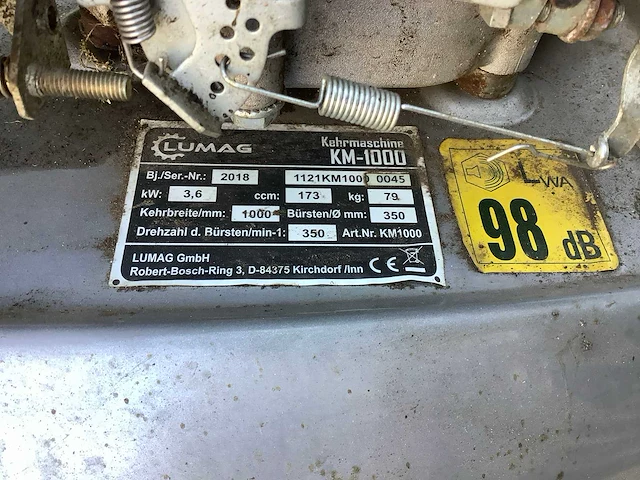 LUMAG
Kehrmaschine
KM-1000
Bj./Ser.-Nr.: 2018 1121KM1000 0045
kW: 3,6 ccm: 173 kg: 79
Kehrbreite/mm: 1000 Bürsten/Ø mm: 350
Drehzahl d. Bürsten/min-1: 350 Art.Nr. KM1000
LUMAG GmbH
Robert-Bosch-Ring 3, D-84375 Kirchdorf /Inn CE
LWA
98 dB